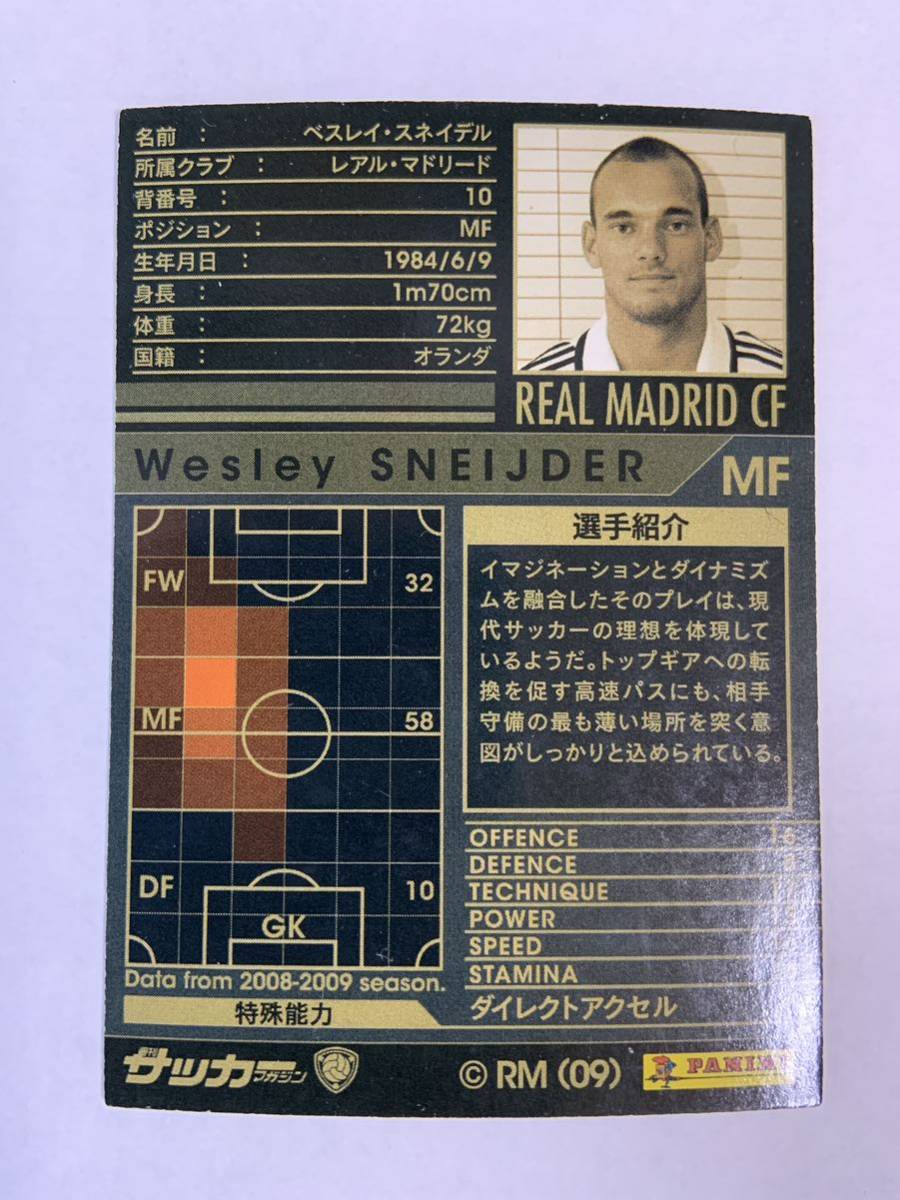 名前 : ベスレイ・スネイデル
所属クラブ : レアル・マドリード
背番号 : 10
ポジション : MF
生年月日 : 1984/6/9
身長 : 1m70cm
体重 : 72kg
国籍 : オランダ
REAL MADRID CF
Wesley SNEIJDER
MF
FW 32
MF 58
DF 10
GK
Data from 2008-2009 season.
選手紹介
イマジネーションとダイナミズ
ムを融合したそのプレイは、現
代サッカーの理想を体現して
いるようだ。トップギアへの転
換を促す高速パスにも、相手
守備の最も薄い場所を突く意
図がしっかりと込められている。
OFFENCE 16
DEFENCE
TECHNIQUE
POWER
SPEED
STAMINA
特殊能力
ダイレクトアクセル
週刊サッカーマガジン
© RM (09)
PANINI